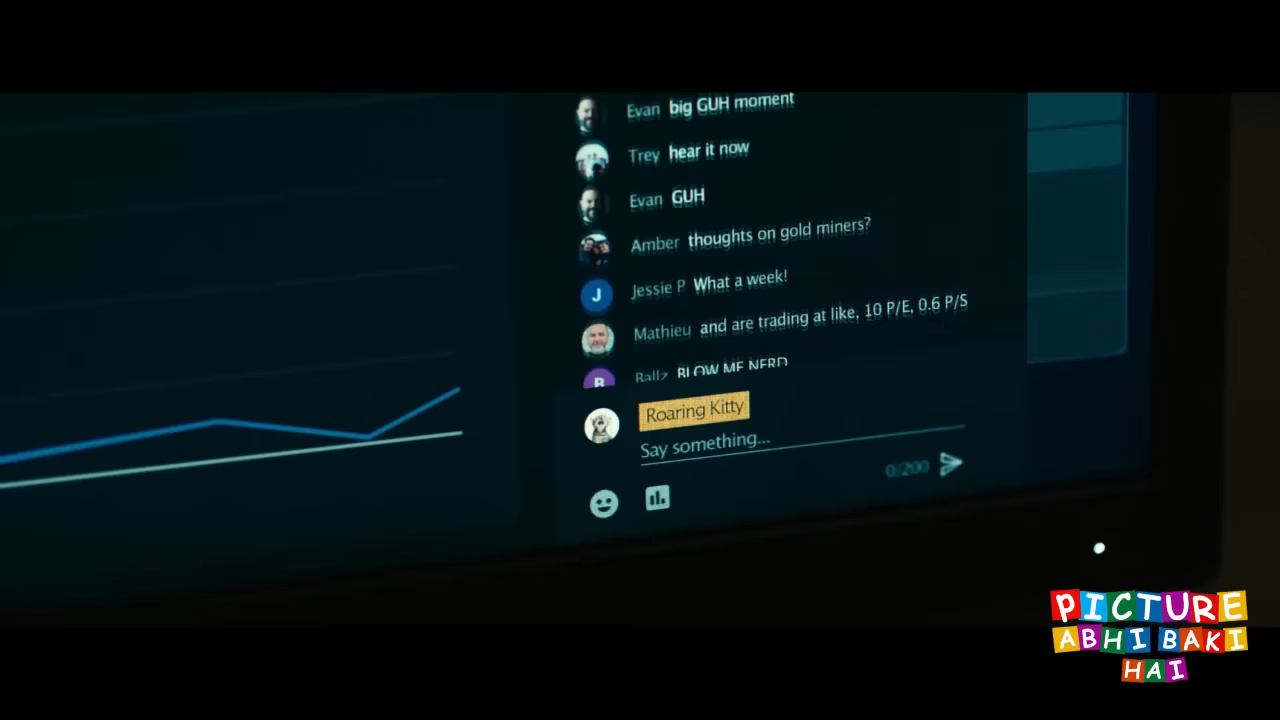 Evan big GUH moment
Trey hear it now
Evan GUH
Amber thoughts on gold miners?
J Jessie P What a week!
Mathieu and are trading at like, 10 P/E, 0.6 P/S
B Ballz BLOW ME NERD
Roaring Kitty
Say something...
0/200
PICTURE
ABHI BAKI
HAI